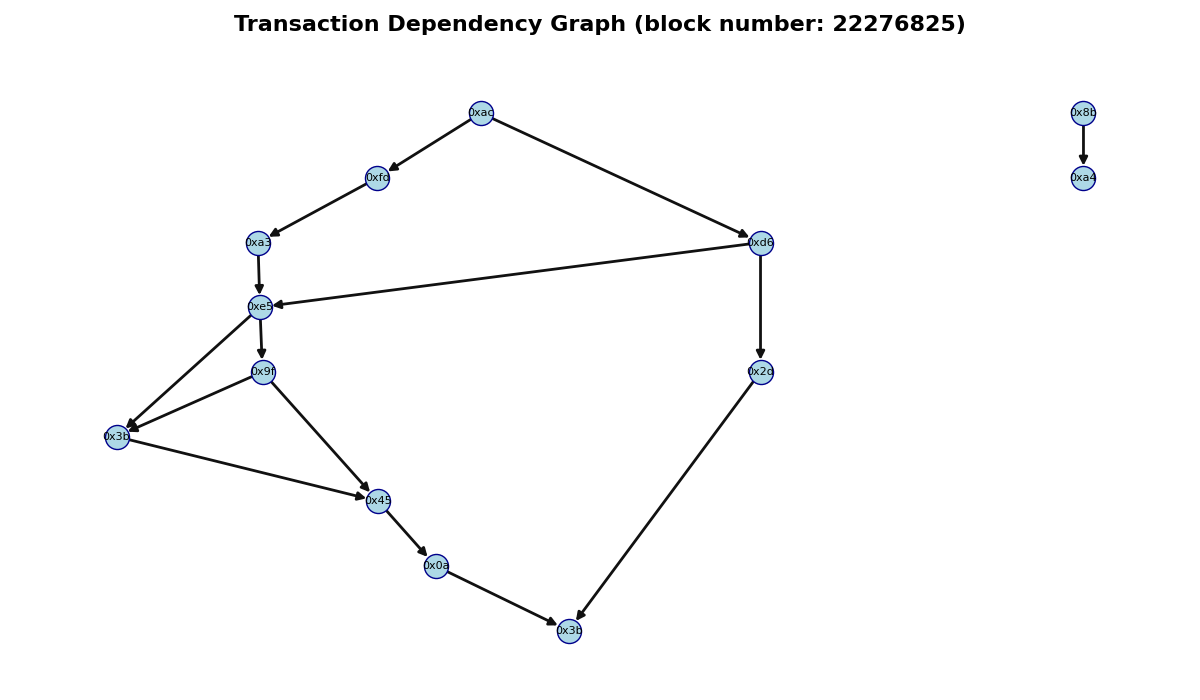 Transaction Dependency Graph (block number: 22276825)
0xac
0x8b
0xfd
0xa4
0xa3
0xd6
0xe5
0x9f
0x2d
0x3b
0x45
0x0a
0x3b